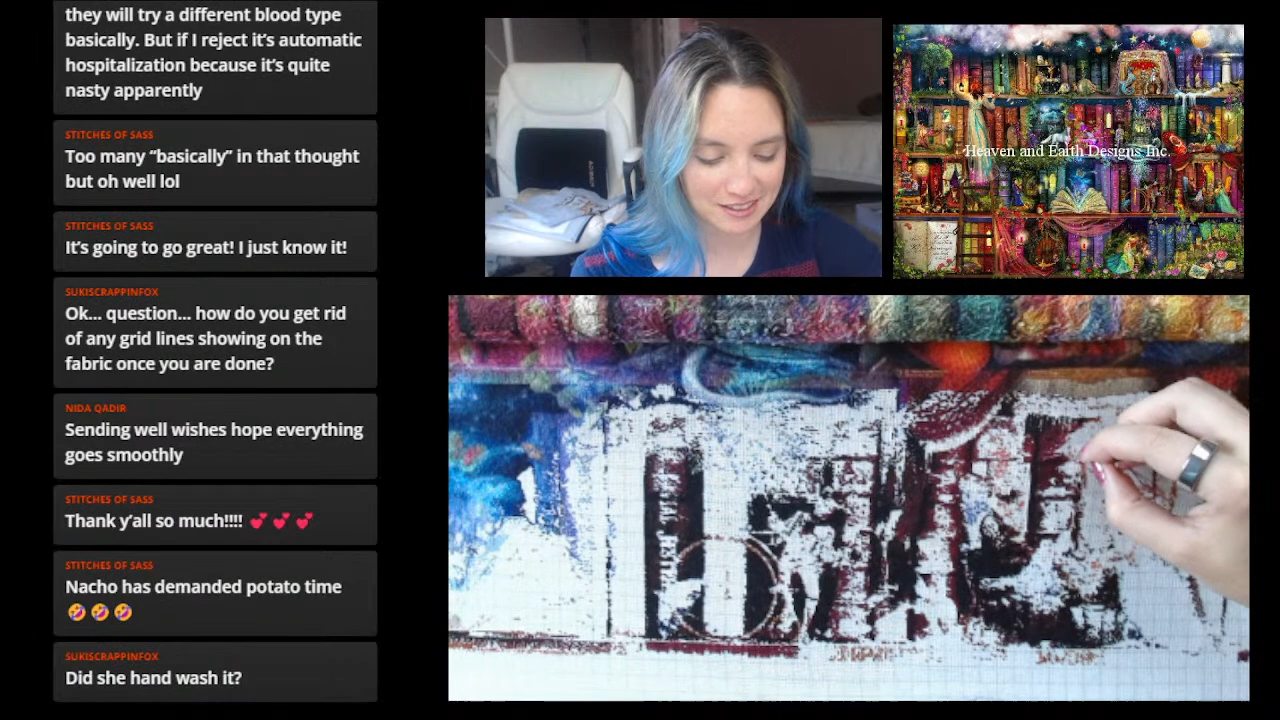 they will try a different blood type
basically. But if I reject it’s automatic
hospitalization because it’s quite
nasty apparently
STITCHES OF SASS
Too many “basically” in that thought
but oh well lol
STITCHES OF SASS
It’s going to go great! I just know it!
SUKISCRAPPINFOX
Ok... question... how do you get rid
of any grid lines showing on the
fabric once you are done?
NIDA QADIR
Sending well wishes hope everything
goes smoothly
STITCHES OF SASS
Thank y’all so much!!!! 💕 💕 💕
STITCHES OF SASS
Nacho has demanded potato time
🤣 🤣 🤣
SUKISCRAPPINFOX
Did she hand wash it?
Heaven and Earth Designs Inc.